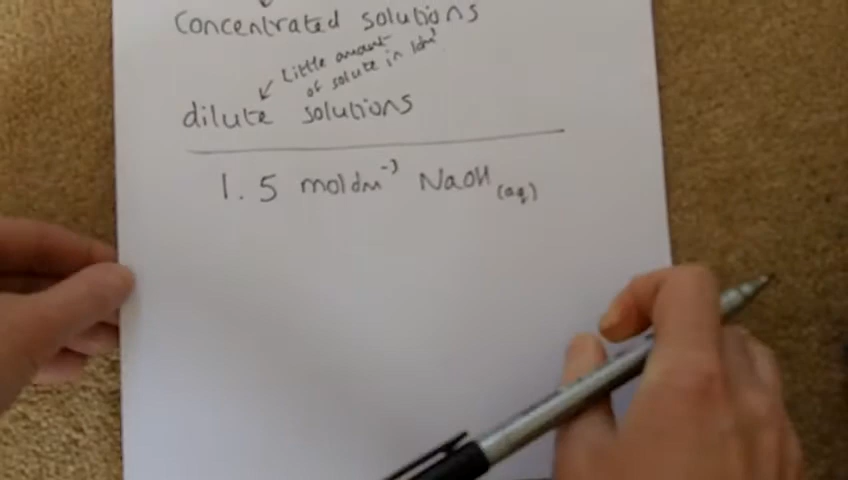 Concentrated solutions
Little amount
of solute in 1dm³
dilute solutions
1.5 moldm⁻³ NaOH(aq)